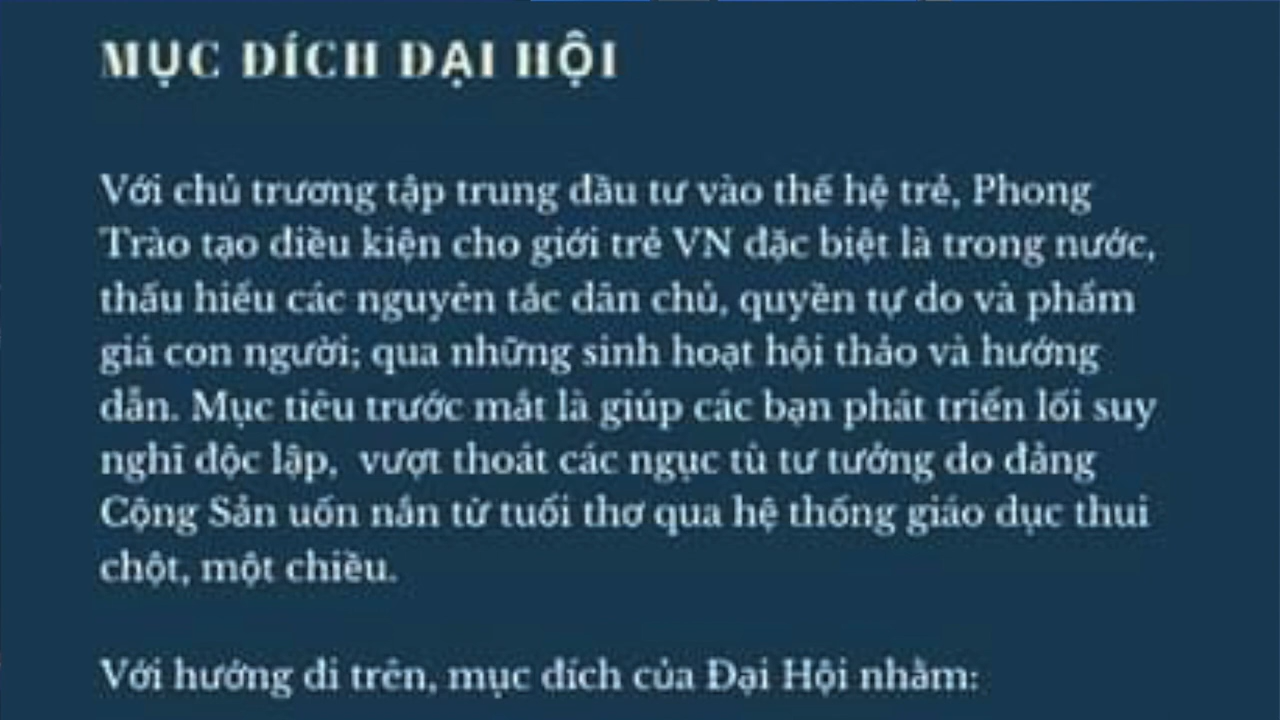 MỤC ĐÍCH ĐẠI HỘI
Với chủ trương tập trung đầu tư vào thế hệ trẻ, Phong
Trào tạo điều kiện cho giới trẻ VN đặc biệt là trong nước,
thấu hiểu các nguyên tắc dân chủ, quyền tự do và phẩm
giá con người; qua những sinh hoạt hội thảo và hướng
dẫn. Mục tiêu trước mắt là giúp các bạn phát triển lối suy
nghĩ độc lập, vượt thoát các ngục tù tư tưởng do đảng
Cộng Sản uốn nắn từ tuổi thơ qua hệ thống giáo dục thui
chột, một chiều.
Với hướng đi trên, mục đích của Đại Hội nhằm: